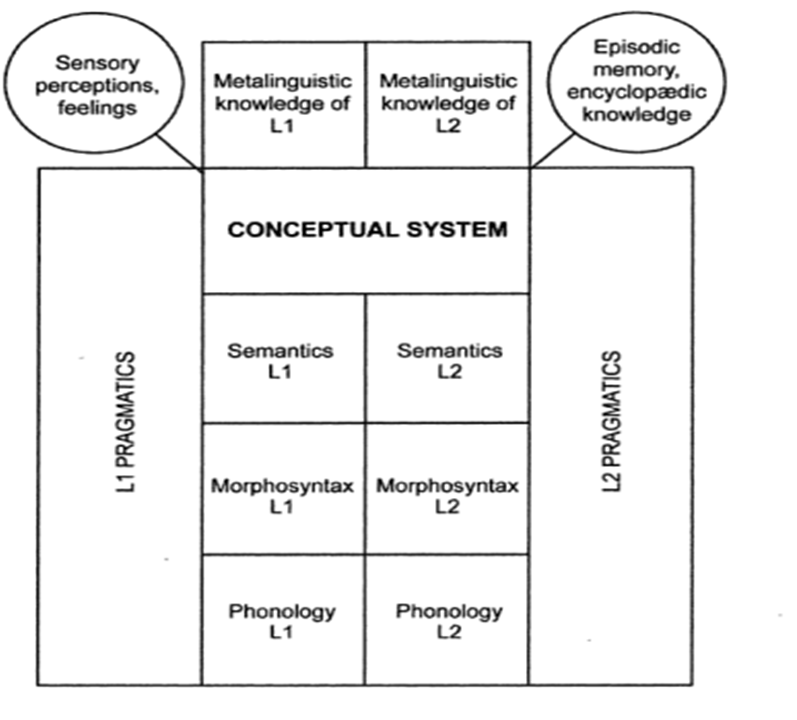 Sensory
perceptions,
feelings
Metalinguistic
knowledge of
L1
Metalinguistic
knowledge of
L2
Episodic
memory,
encyclopædic
knowledge
CONCEPTUAL SYSTEM
L1 PRAGMATICS
Semantics
L1
Semantics
L2
L2 PRAGMATICS
Morphosyntax
L1
Morphosyntax
L2
Phonology
L1
Phonology
L2